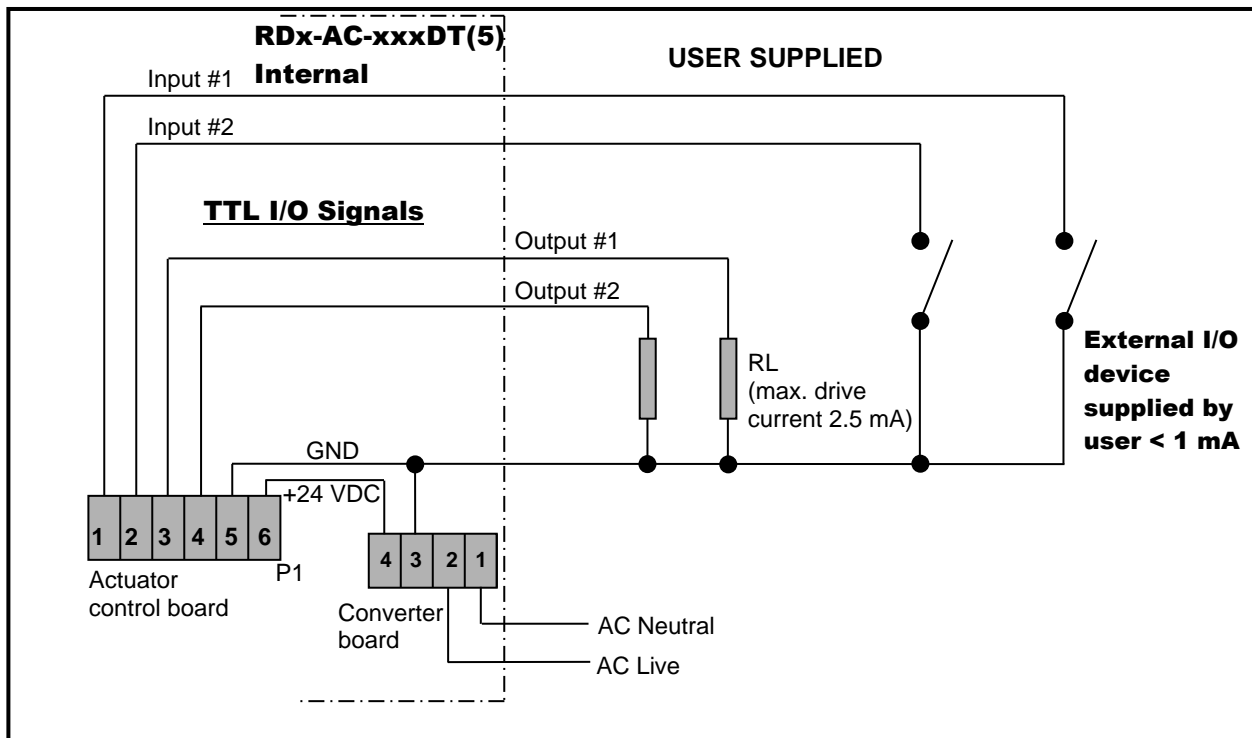 RDx-AC-xxxDT(5)
Internal
USER SUPPLIED
Input #1
Input #2
TTL I/O Signals
Output #1
Output #2
RL
(max. drive
current 2.5 mA)
External I/O
device
supplied by
user < 1 mA
GND
+24 VDC
1 2 3 4 5 6
P1
Actuator
control board
4 3 2 1
Converter
board
AC Neutral
AC Live